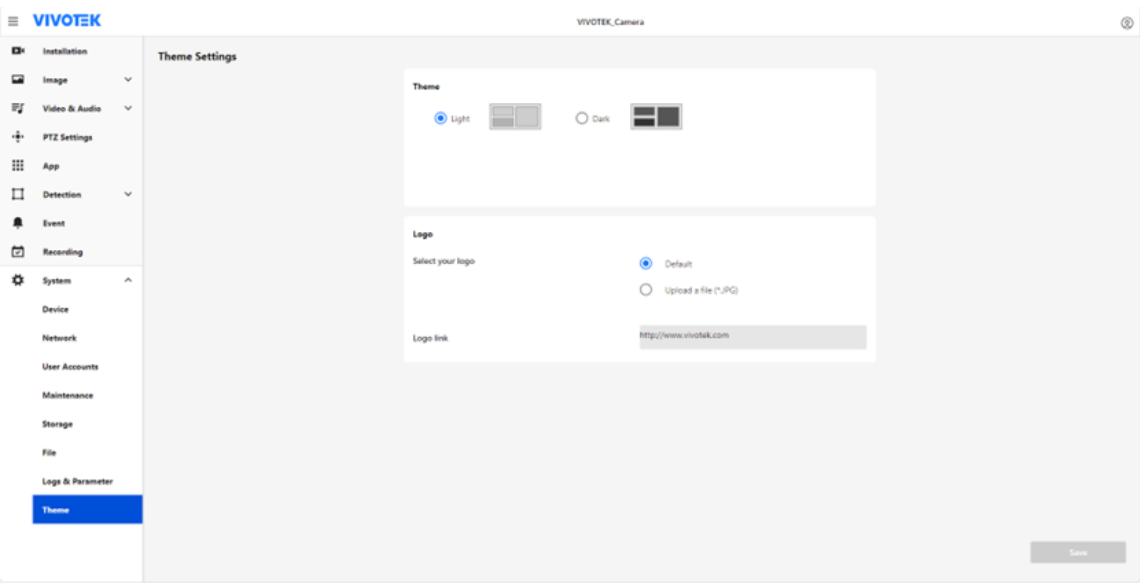 VIVOTEK
VIVOTEK_Camera
Installation
Image
Video & Audio
PTZ Settings
App
Detection
Event
Recording
System
Device
Network
User Accounts
Maintenance
Storage
File
Logs & Parameter
Theme
Theme Settings
Theme
Light
Dark
Logo
Select your logo
Default
Upload a file (*.JPG)
Logo link
http://www.vivotek.com
Save